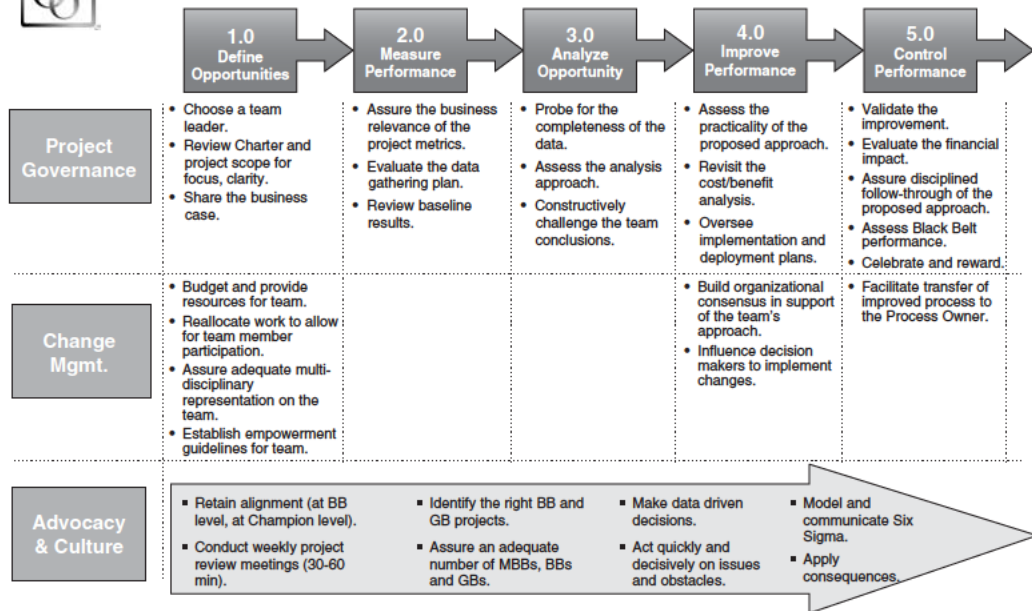 1.0
Define
Opportunities
2.0
Measure
Performance
3.0
Analyze
Opportunity
4.0
Improve
Performance
5.0
Control
Performance
Project
Governance
• Choose a team
leader.
• Review Charter and
project scope for
focus, clarity.
• Share the business
case.
• Assure the business
relevance of the
project metrics.
• Evaluate the data
gathering plan.
• Review baseline
results.
• Probe for the
completeness of the
data.
• Assess the analysis
approach.
• Constructively
challenge the team
conclusions.
• Assess the
practicality of the
proposed approach.
• Revisit the
cost/benefit
analysis.
• Oversee
implementation and
deployment plans.
• Validate the
improvement.
• Evaluate the financial
impact.
• Assure disciplined
follow-through of the
proposed approach.
• Assess Black Belt
performance.
• Celebrate and reward.
Change
Mgmt.
• Budget and provide
resources for team.
• Reallocate work to allow
for team member
participation.
• Assure adequate multi-
disciplinary
representation on the
team.
• Establish empowerment
guidelines for team.
• Build organizational
consensus in support
of the team's
approach.
• Influence decision
makers to implement
changes.
• Facilitate transfer of
improved process to
the Process Owner.
Advocacy
& Culture
▪ Retain alignment (at BB
level, at Champion level).
▪ Conduct weekly project
review meetings (30-60
min).
▪ Identify the right BB and
GB projects.
▪ Assure an adequate
number of MBBs, BBs
and GBs.
▪ Make data driven
decisions.
▪ Act quickly and
decisively on issues
and obstacles.
▪ Model and
communicate Six
Sigma.
▪ Apply
consequences.